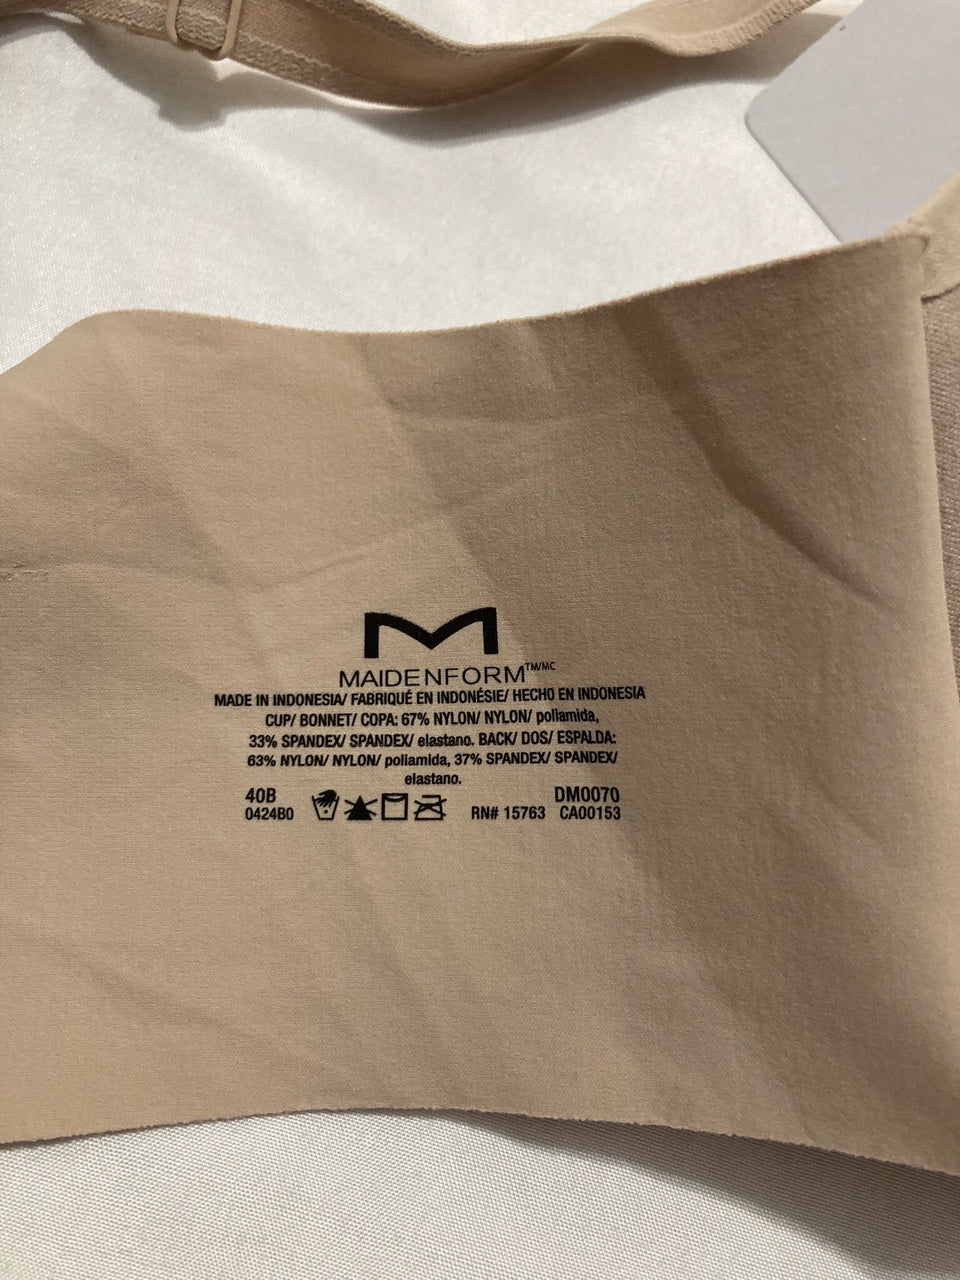 MAIDENFORM™/MC
MADE IN INDONESIA/ FABRIQUÉ EN INDONÉSIE/ HECHO EN INDONESIA
CUP/ BONNET/ COPA: 67% NYLON/ NYLON/ poliamida,
33% SPANDEX/ SPANDEX/ elastano. BACK/ DOS/ ESPALDA:
63% NYLON/ NYLON/ poliamida, 37% SPANDEX/ SPANDEX/
elastano.
40B DM0070
0424B0 RN# 15763 CA00153